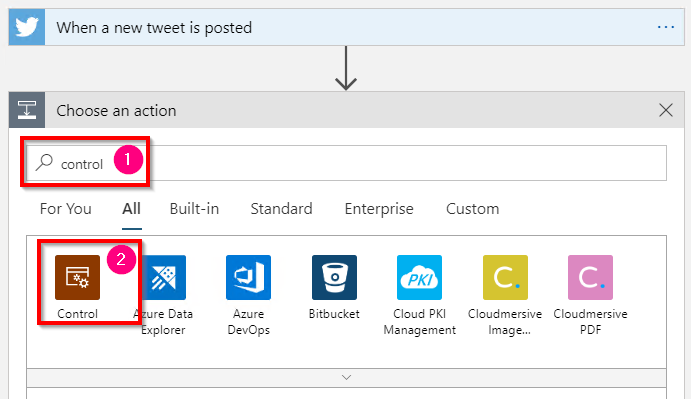 When a new tweet is posted
...
Choose an action
control
1
For You All Built-in Standard Enterprise Custom
2
Control Azure Data Explorer Azure DevOps Bitbucket PKI Cloud PKI Management C. Cloudmersive Image... C. Cloudmersive PDF